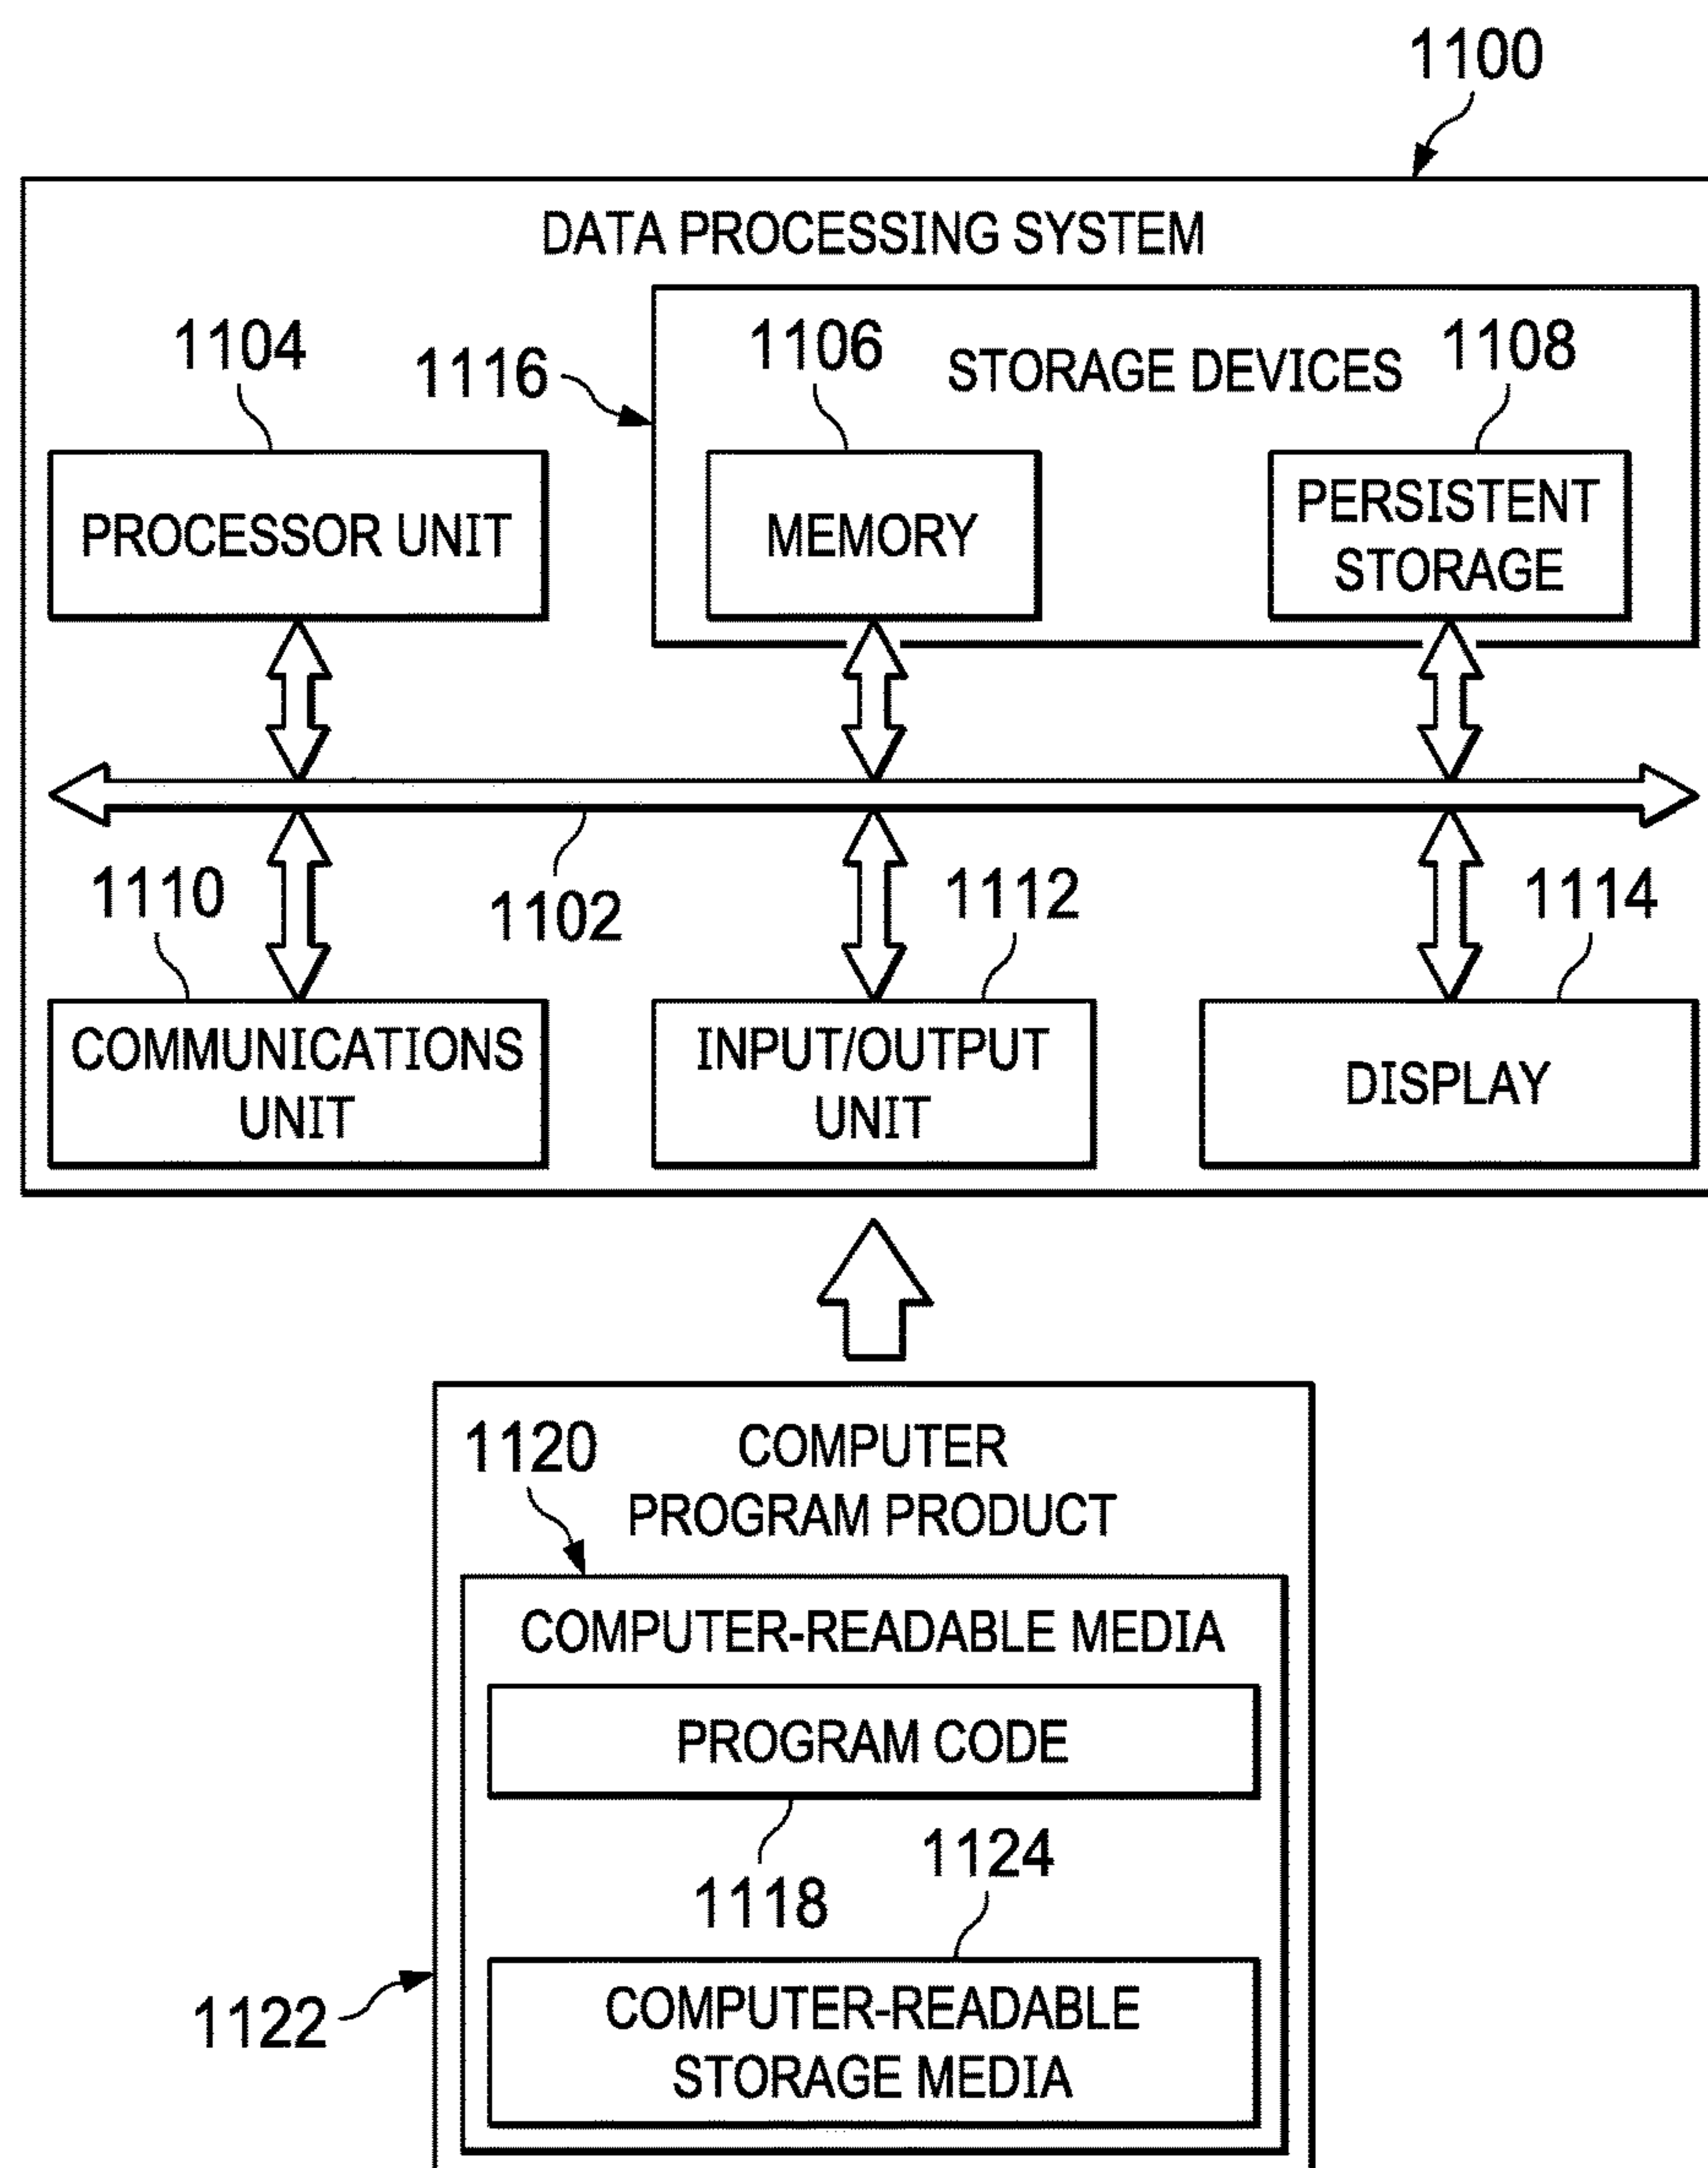 1100
DATA PROCESSING SYSTEM
1104
1116
1106
STORAGE DEVICES
1108
PROCESSOR UNIT
MEMORY
PERSISTENT
STORAGE
1110
1102
1112
1114
COMMUNICATIONS
UNIT
INPUT/OUTPUT
UNIT
DISPLAY
1120
COMPUTER
PROGRAM PRODUCT
COMPUTER-READABLE MEDIA
PROGRAM CODE
1118
1124
1122
COMPUTER-READABLE
STORAGE MEDIA